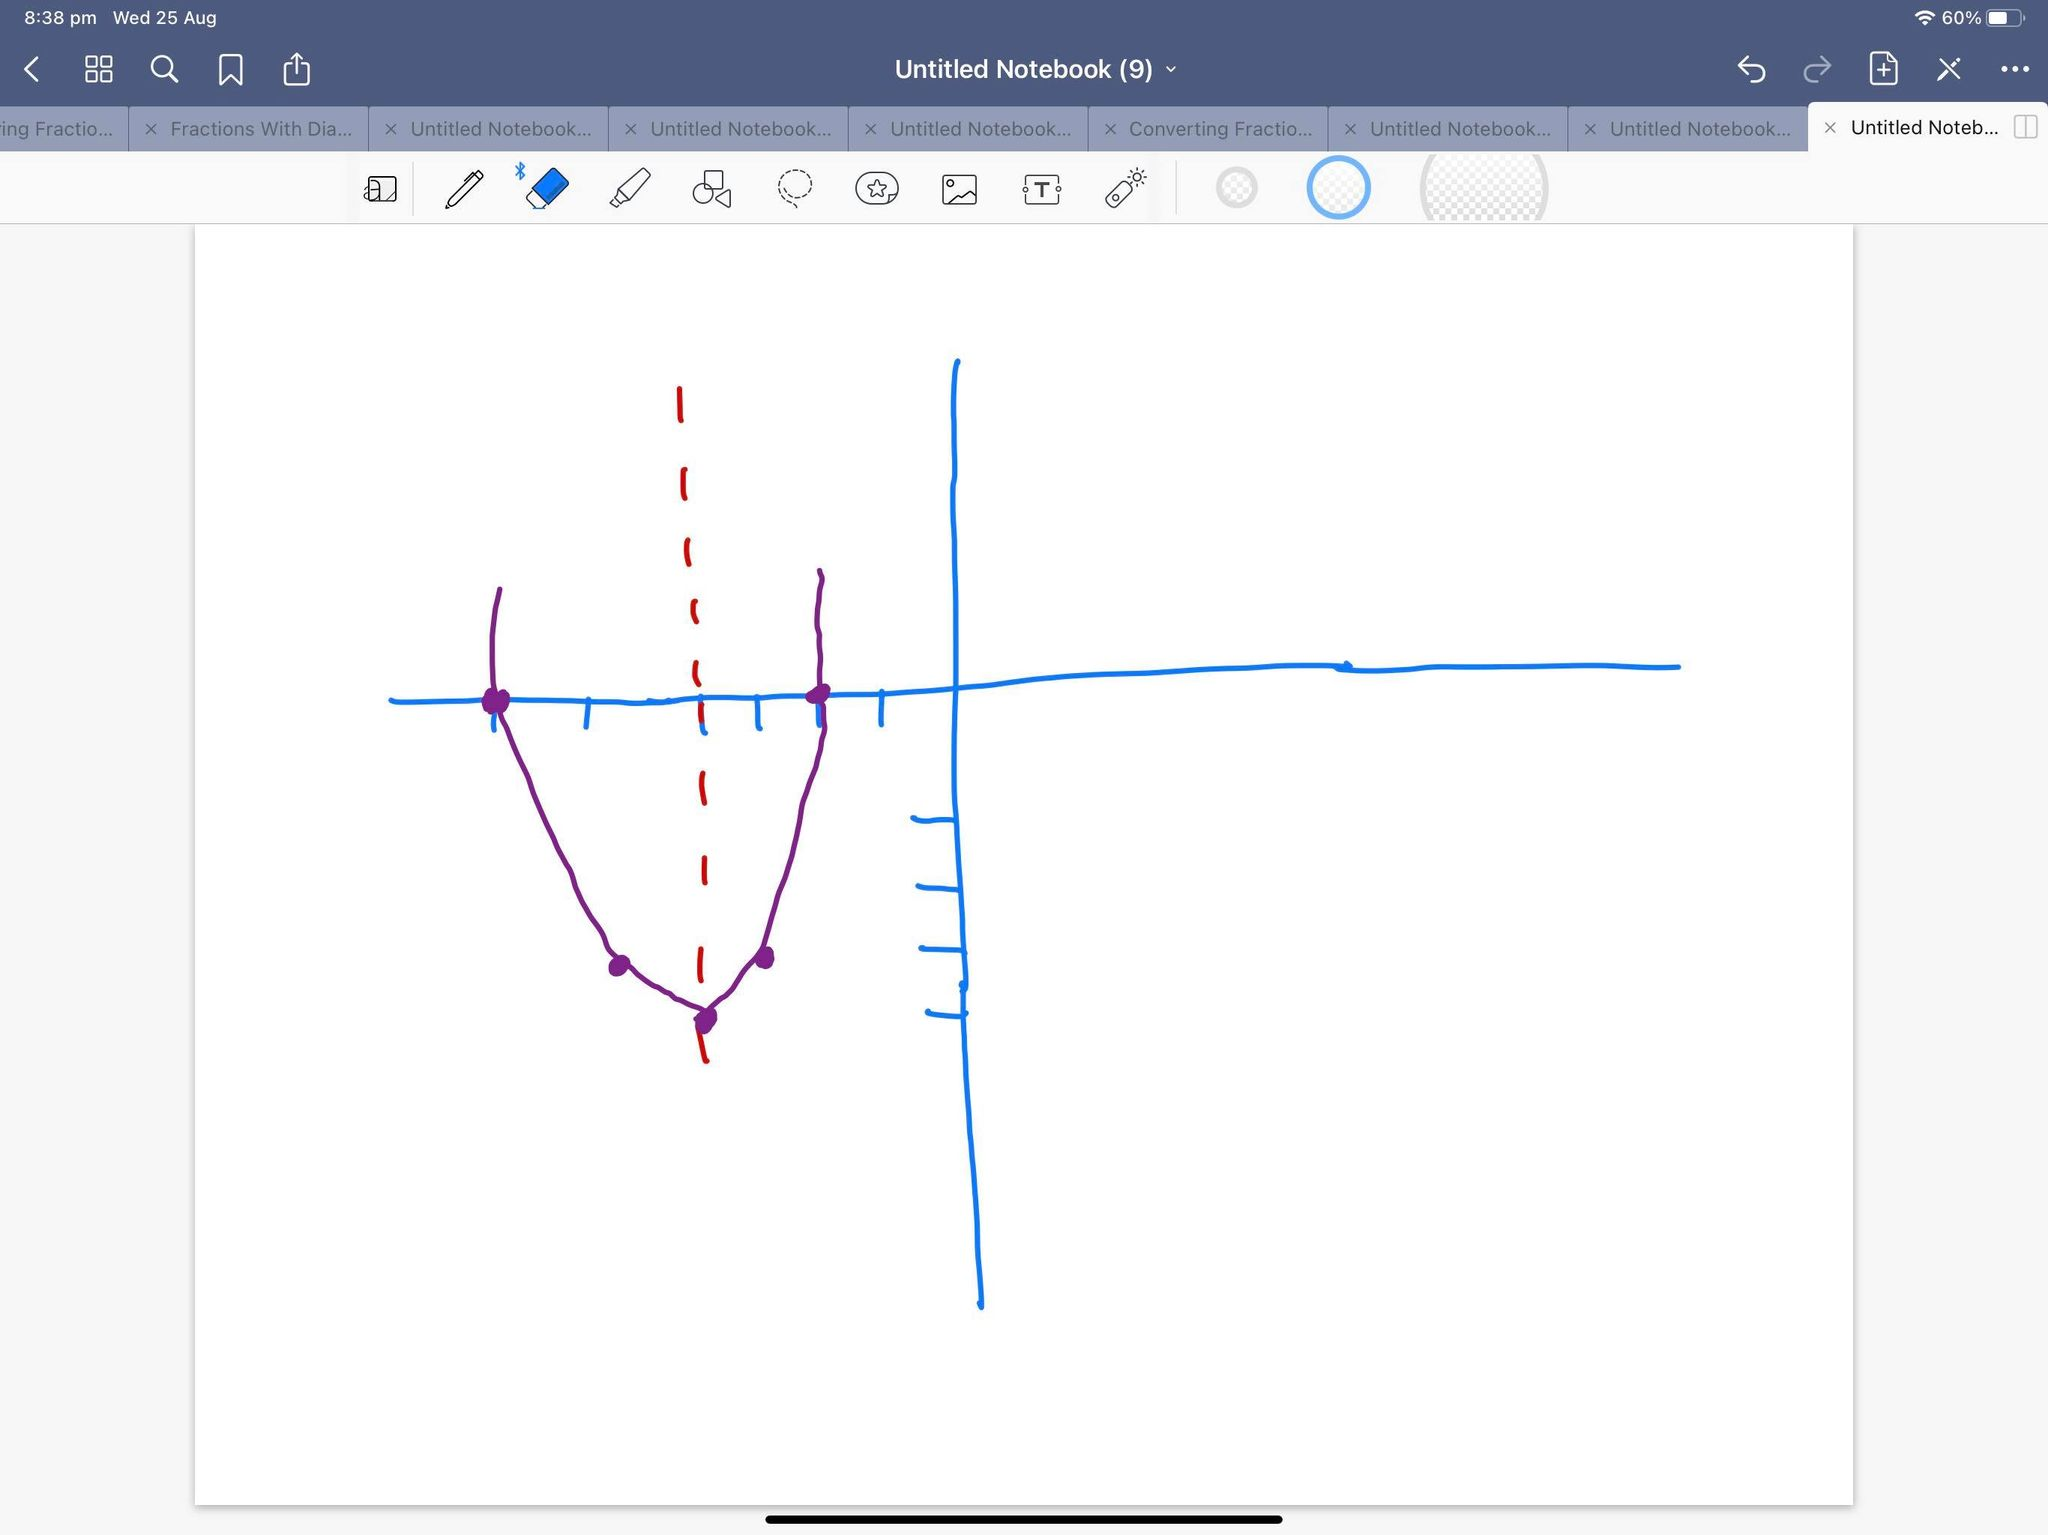 8:38 pm Wed 25 Aug 60%
Untitled Notebook (9)
ing Fractio... Fractions With Dia... Untitled Notebook... Untitled Notebook... Untitled Notebook... Converting Fractio... Untitled Notebook... Untitled Notebook... Untitled Noteb...
a T